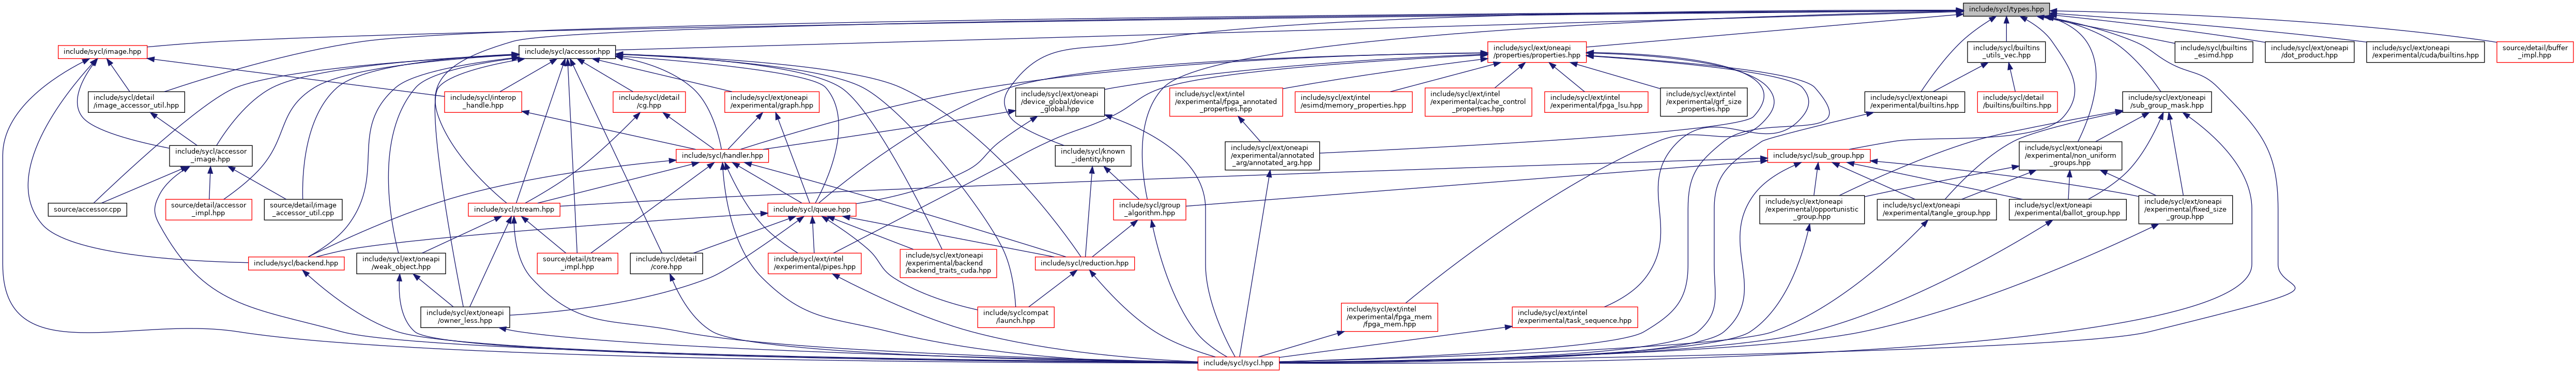 include/sycl/types.hpp
include/sycl/image.hpp
include/sycl/accessor.hpp
include/sycl/ext/oneapi
/properties/properties.hpp
include/sycl/builtins
_utils_vec.hpp
include/sycl/builtins
_esimd.hpp
include/sycl/ext/oneapi
/dot_product.hpp
include/sycl/ext/oneapi
/experimental/cuda/builtins.hpp
source/detail/buffer
_impl.hpp
include/sycl/detail
/image_accessor_util.hpp
include/sycl/interop
_handle.hpp
include/sycl/detail
/cg.hpp
include/sycl/ext/oneapi
/experimental/graph.hpp
include/sycl/ext/oneapi
/device_global/device
_global.hpp
include/sycl/ext/intel
/experimental/fpga_annotated
_properties.hpp
include/sycl/ext/intel
/esimd/memory_properties.hpp
include/sycl/ext/intel
/experimental/cache_control
_properties.hpp
include/sycl/ext/intel
/experimental/fpga_lsu.hpp
include/sycl/ext/intel
/experimental/grf_size
_properties.hpp
include/sycl/ext/oneapi
/experimental/builtins.hpp
include/sycl/detail
/builtins/builtins.hpp
include/sycl/ext/oneapi
/sub_group_mask.hpp
include/sycl/accessor
_image.hpp
include/sycl/handler.hpp
include/sycl/known
_identity.hpp
include/sycl/ext/oneapi
/experimental/annotated
_arg/annotated_arg.hpp
include/sycl/sub_group.hpp
include/sycl/ext/oneapi
/experimental/non_uniform
_groups.hpp
source/accessor.cpp
source/detail/accessor
_impl.hpp
source/detail/image
_accessor_util.cpp
include/sycl/stream.hpp
include/sycl/queue.hpp
include/sycl/group
_algorithm.hpp
include/sycl/ext/oneapi
/experimental/opportunistic
_group.hpp
include/sycl/ext/oneapi
/experimental/tangle_group.hpp
include/sycl/ext/oneapi
/experimental/ballot_group.hpp
include/sycl/ext/oneapi
/experimental/fixed_size
_group.hpp
include/sycl/backend.hpp
include/sycl/ext/oneapi
/weak_object.hpp
source/detail/stream
_impl.hpp
include/sycl/detail
/core.hpp
include/sycl/ext/intel
/experimental/pipes.hpp
include/sycl/ext/oneapi
/experimental/backend
/backend_traits_cuda.hpp
include/sycl/reduction.hpp
include/sycl/ext/oneapi
/owner_less.hpp
include/syclcompat
/launch.hpp
include/sycl/ext/intel
/experimental/fpga_mem
/fpga_mem.hpp
include/sycl/ext/intel
/experimental/task_sequence.hpp
include/sycl/sycl.hpp